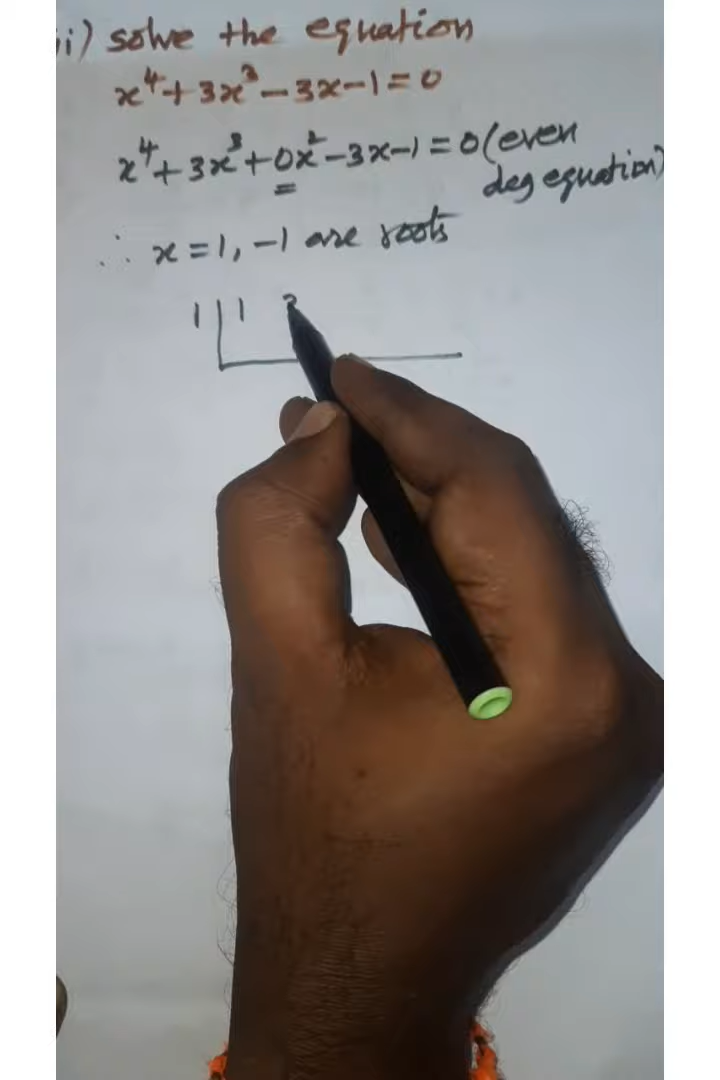 ii) solve the equation
x⁴+3x³-3x-1=0
x⁴+3x³+0x²-3x-1=0 (even
deg equation)
∴ x=1, -1 are roots
1 | 1